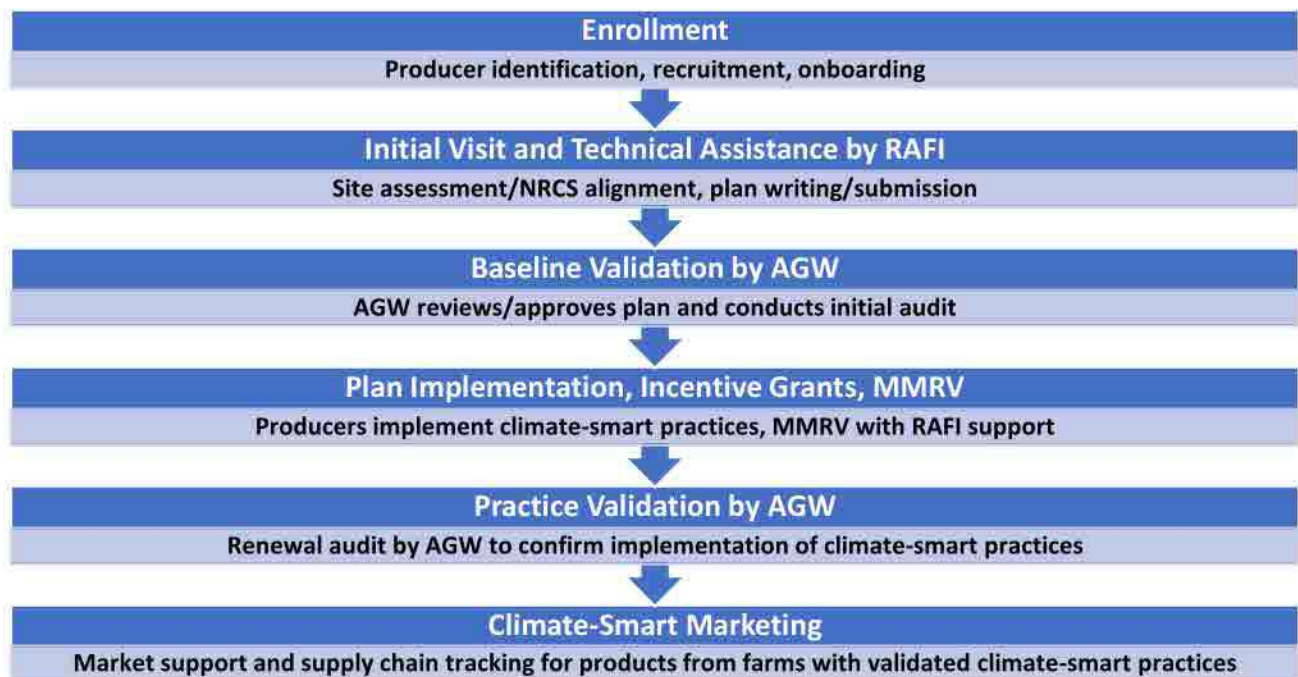 Enrollment
Producer identification, recruitment, onboarding
Initial Visit and Technical Assistance by RAFI
Site assessment/NRCS alignment, plan writing/submission
Baseline Validation by AGW
AGW reviews/approves plan and conducts initial audit
Plan Implementation, Incentive Grants, MMRV
Producers implement climate-smart practices, MMRV with RAFI support
Practice Validation by AGW
Renewal audit by AGW to confirm implementation of climate-smart practices
Climate-Smart Marketing
Market support and supply chain tracking for products from farms with validated climate-smart practices